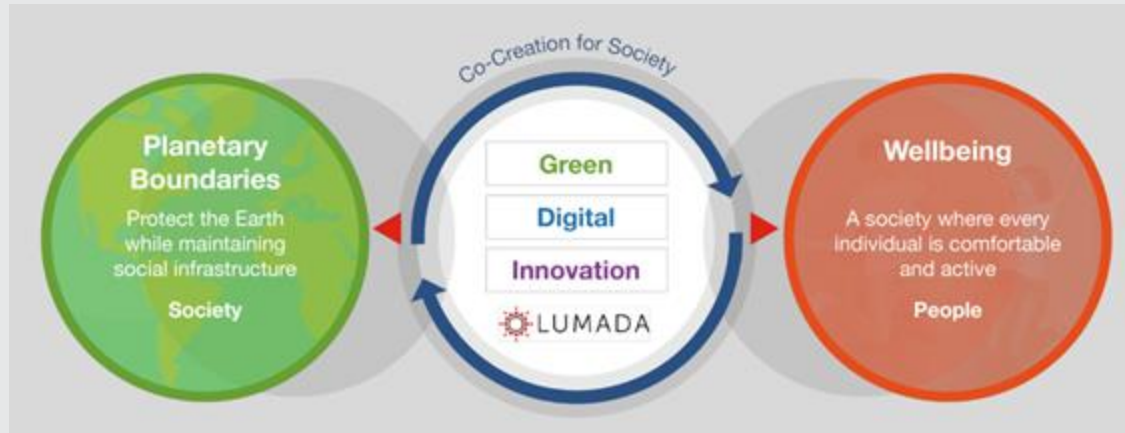 Co-Creation for Society
Planetary
Boundaries
Protect the Earth
while maintaining
social infrastructure
Society
Green
Digital
Innovation
LUMADA
Wellbeing
A society where every
individual is comfortable
and active
People